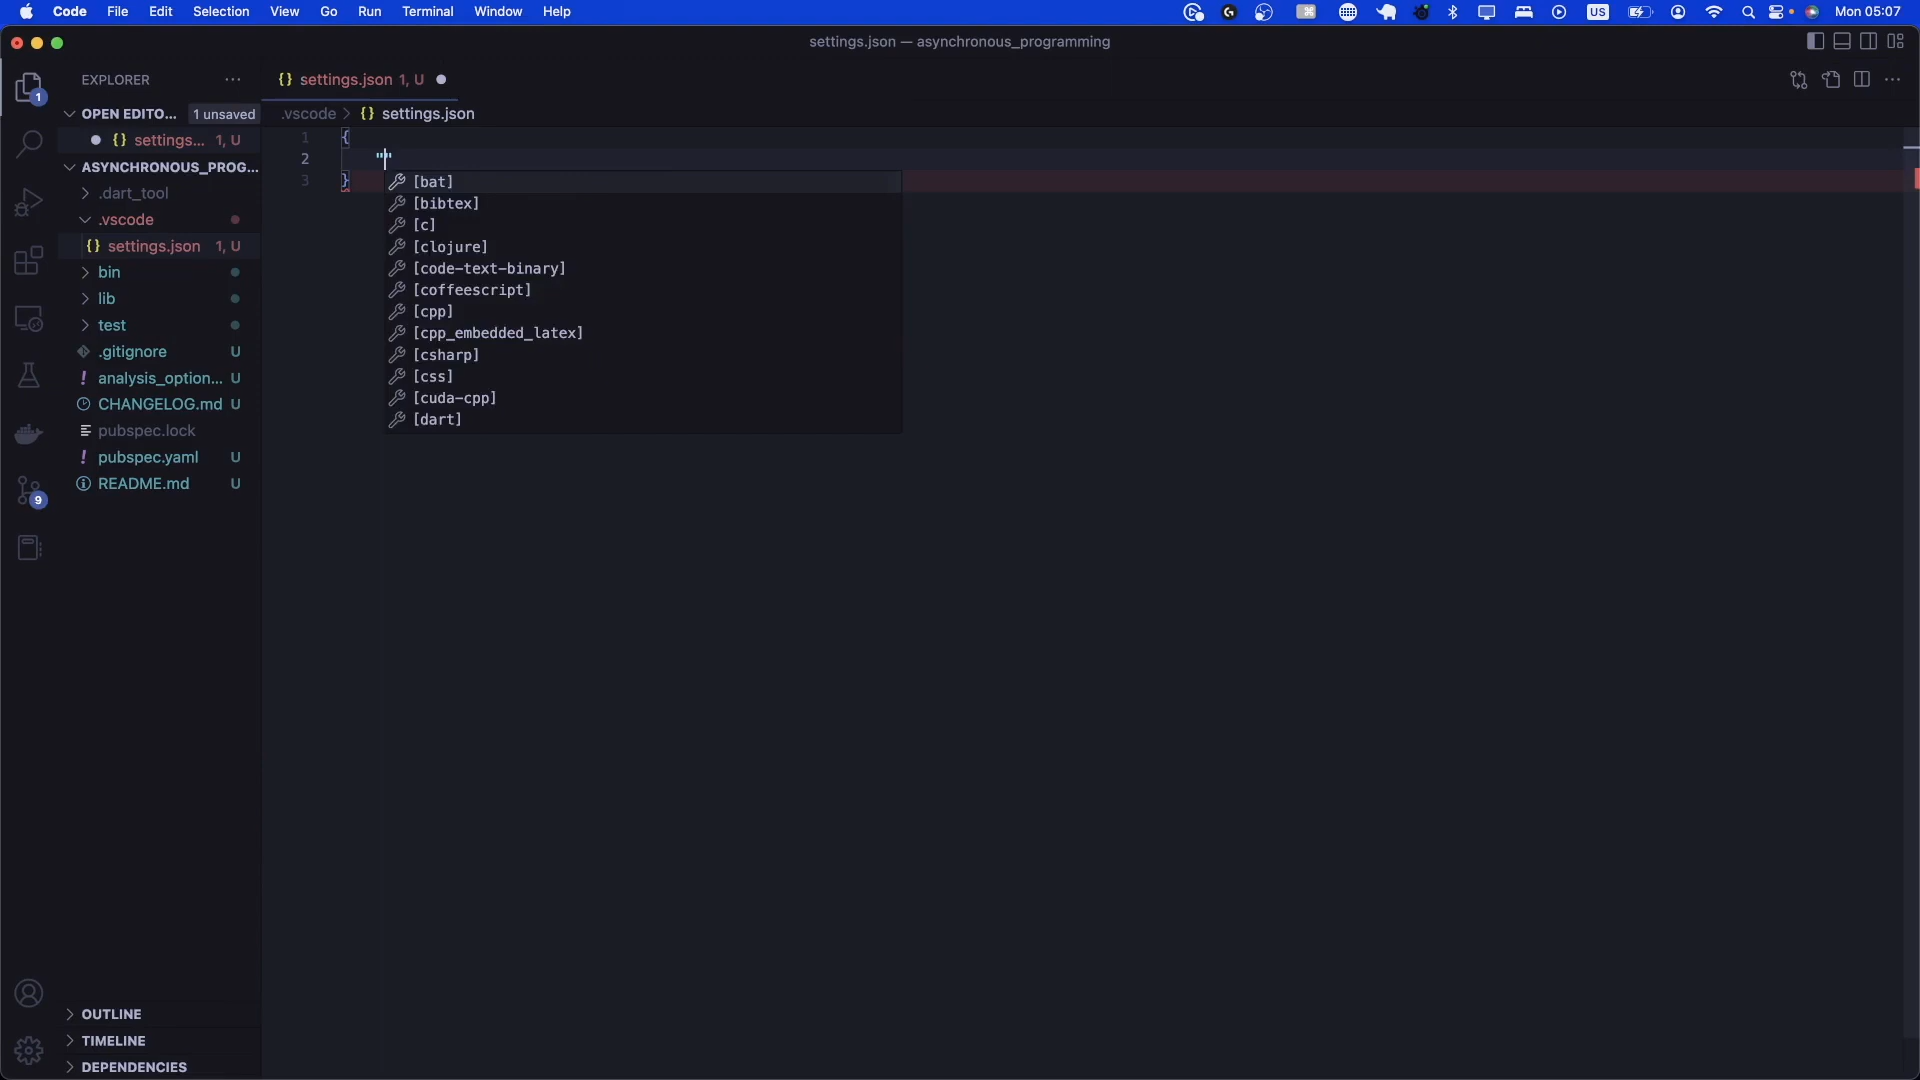 Code File Edit Selection View Go Run Terminal Window Help US Mon 05:07
settings.json — asynchronous_programming
EXPLORER
OPEN EDITO... 1 unsaved
{} settings... 1, U
ASYNCHRONOUS_PROG...
.dart_tool
.vscode
{} settings.json 1, U
bin
lib
test
.gitignore U
! analysis_option... U
CHANGELOG.md U
pubspec.lock
! pubspec.yaml U
README.md U
OUTLINE
TIMELINE
DEPENDENCIES
1
9
{} settings.json 1, U
.vscode > {} settings.json
1 {
2 ""
3 }
[bat]
[bibtex]
[c]
[clojure]
[code-text-binary]
[coffeescript]
[cpp]
[cpp_embedded_latex]
[csharp]
[css]
[cuda-cpp]
[dart]